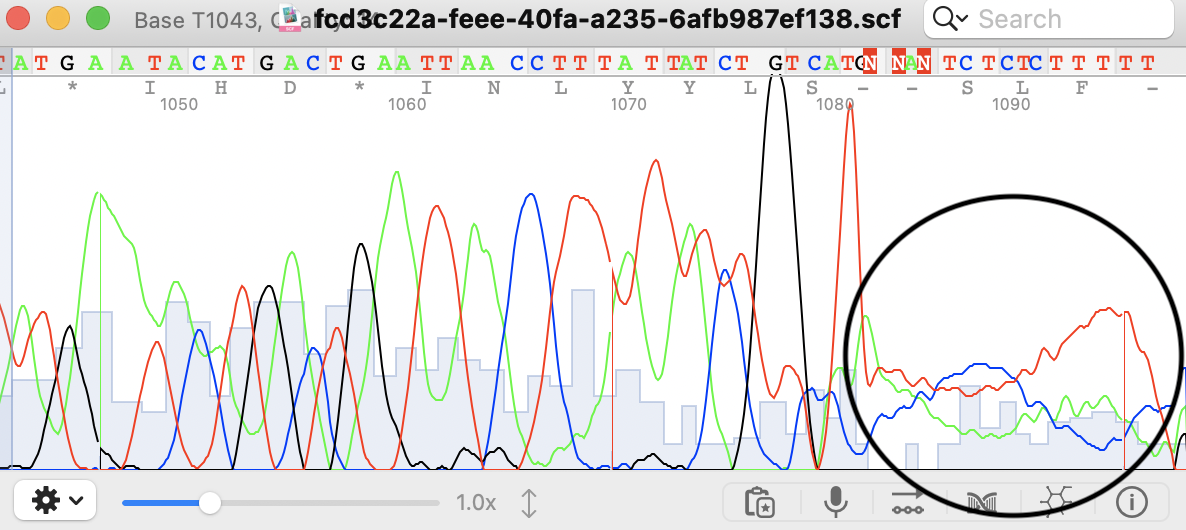 Base T1043, Q
fcd3c22a-feee-40fa-a235-6afb987ef138.scf
Search
T A T G A A T A C A T G A C T G A A T T A A C C T T T A T T A T C T G T C A T G N N A N T C T C T C T T T T T
L * I H D * I N L Y Y L S - - S L F -
1050 1060 1070 1080 1090
1.0x